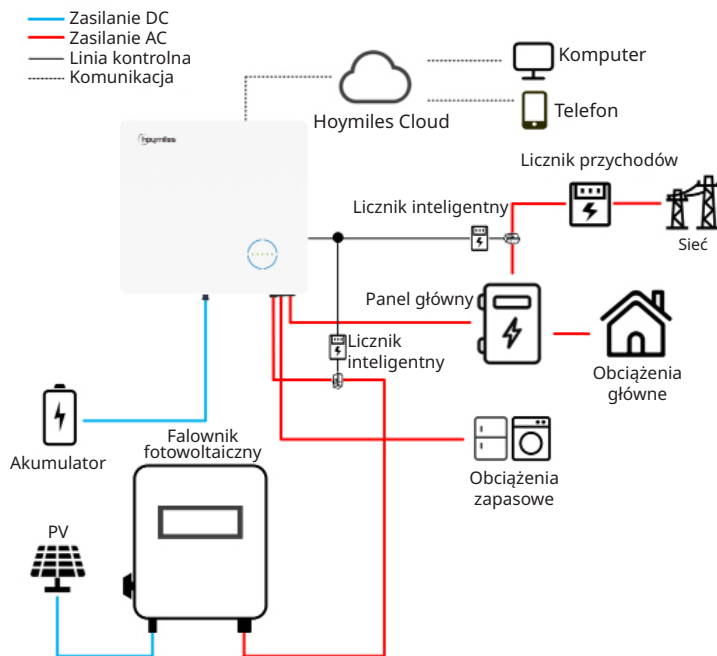 Zasilanie DC
Zasilanie AC
Linia kontrolna
Komunikacja
Komputer
Hoymiles Cloud
Telefon
hoymiles
Licznik przychodów
Licznik inteligentny
Sieć
Panel główny
Licznik
inteligentny
Obciążenia
główne
Akumulator
Falownik
fotowoltaiczny
Obciążenia
zapasowe
PV